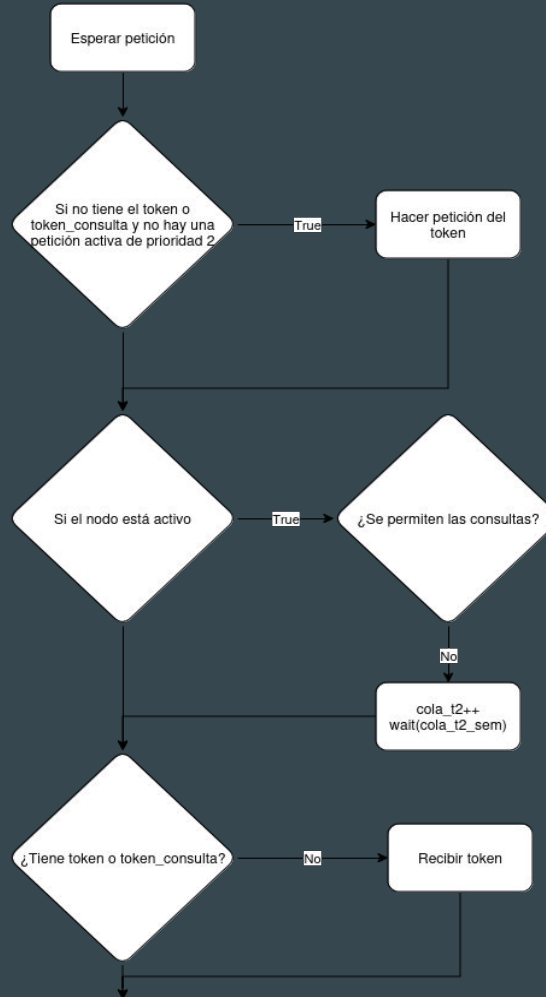 Esperar petición
Si no tiene el token o
token_consulta y no hay una
petición activa de prioridad 2
True
Hacer petición del
token
Si el nodo está activo
True
¿Se permiten las consultas?
No
cola_t2++
wait(cola_t2_sem)
¿Tiene token o token_consulta?
No
Recibir token